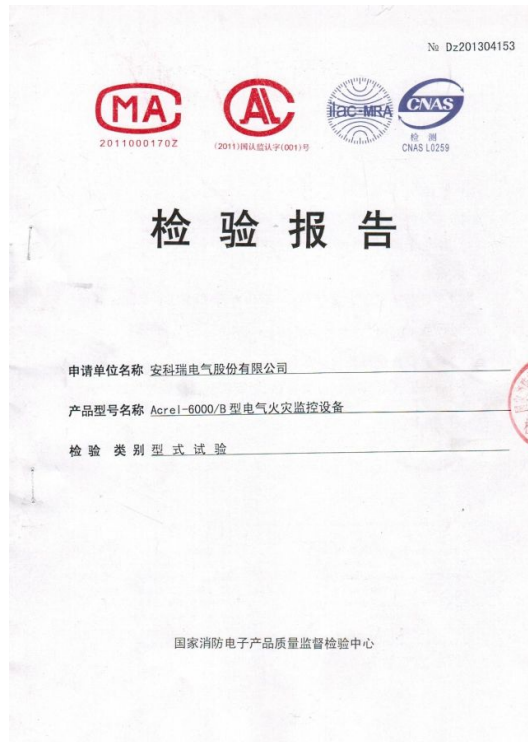 № Dz201304153
MA
2011000170Z
AL
(2011)国认监认字(001)号
ilac-MRA
CNAS
检 测
CNAS L0259
检 验 报 告
申请单位名称 安科瑞电气股份有限公司
产品型号名称 Acrel-6000/B型电气火灾监控设备
检 验 类 别 型 式 试 验
国家消防电子产品质量监督检验中心